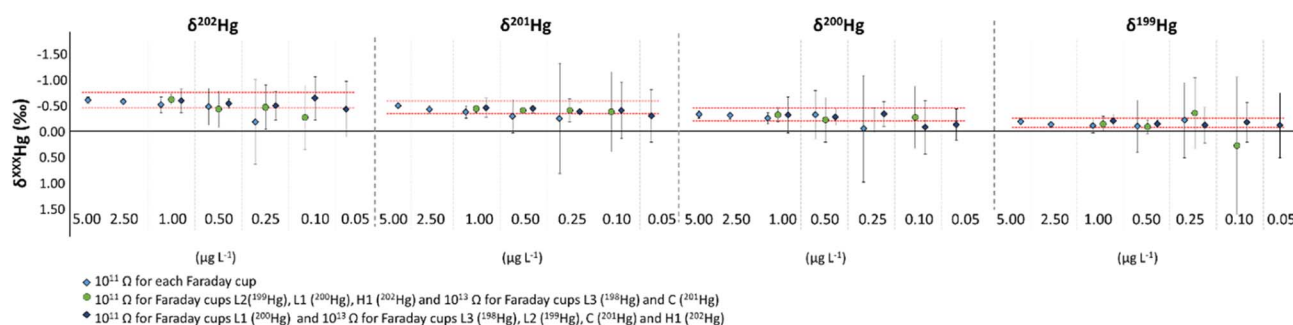 δ²⁰²Hg δ²⁰¹Hg δ²⁰⁰Hg δ¹⁹⁹Hg
-1.50
-1.00
-0.50
0.00
0.50
1.00
1.50
δˣˣˣHg (‰)
5.00 2.50 1.00 0.50 0.25 0.10 0.05 5.00 2.50 1.00 0.50 0.25 0.10 0.05 5.00 2.50 1.00 0.50 0.25 0.10 0.05 5.00 2.50 1.00 0.50 0.25 0.10 0.05
(µg L⁻¹) (µg L⁻¹) (µg L⁻¹) (µg L⁻¹)
10¹¹ Ω for each Faraday cup
10¹¹ Ω for Faraday cups L2(¹⁹⁹Hg), L1 (²⁰⁰Hg), H1 (²⁰²Hg) and 10¹³ Ω for Faraday cups L3 (¹⁹⁸Hg) and C (²⁰¹Hg)
10¹¹ Ω for Faraday cups L1 (²⁰⁰Hg) and 10¹³ Ω for Faraday cups L3 (¹⁹⁸Hg), L2 (¹⁹⁹Hg), C (²⁰¹Hg) and H1 (²⁰²Hg)